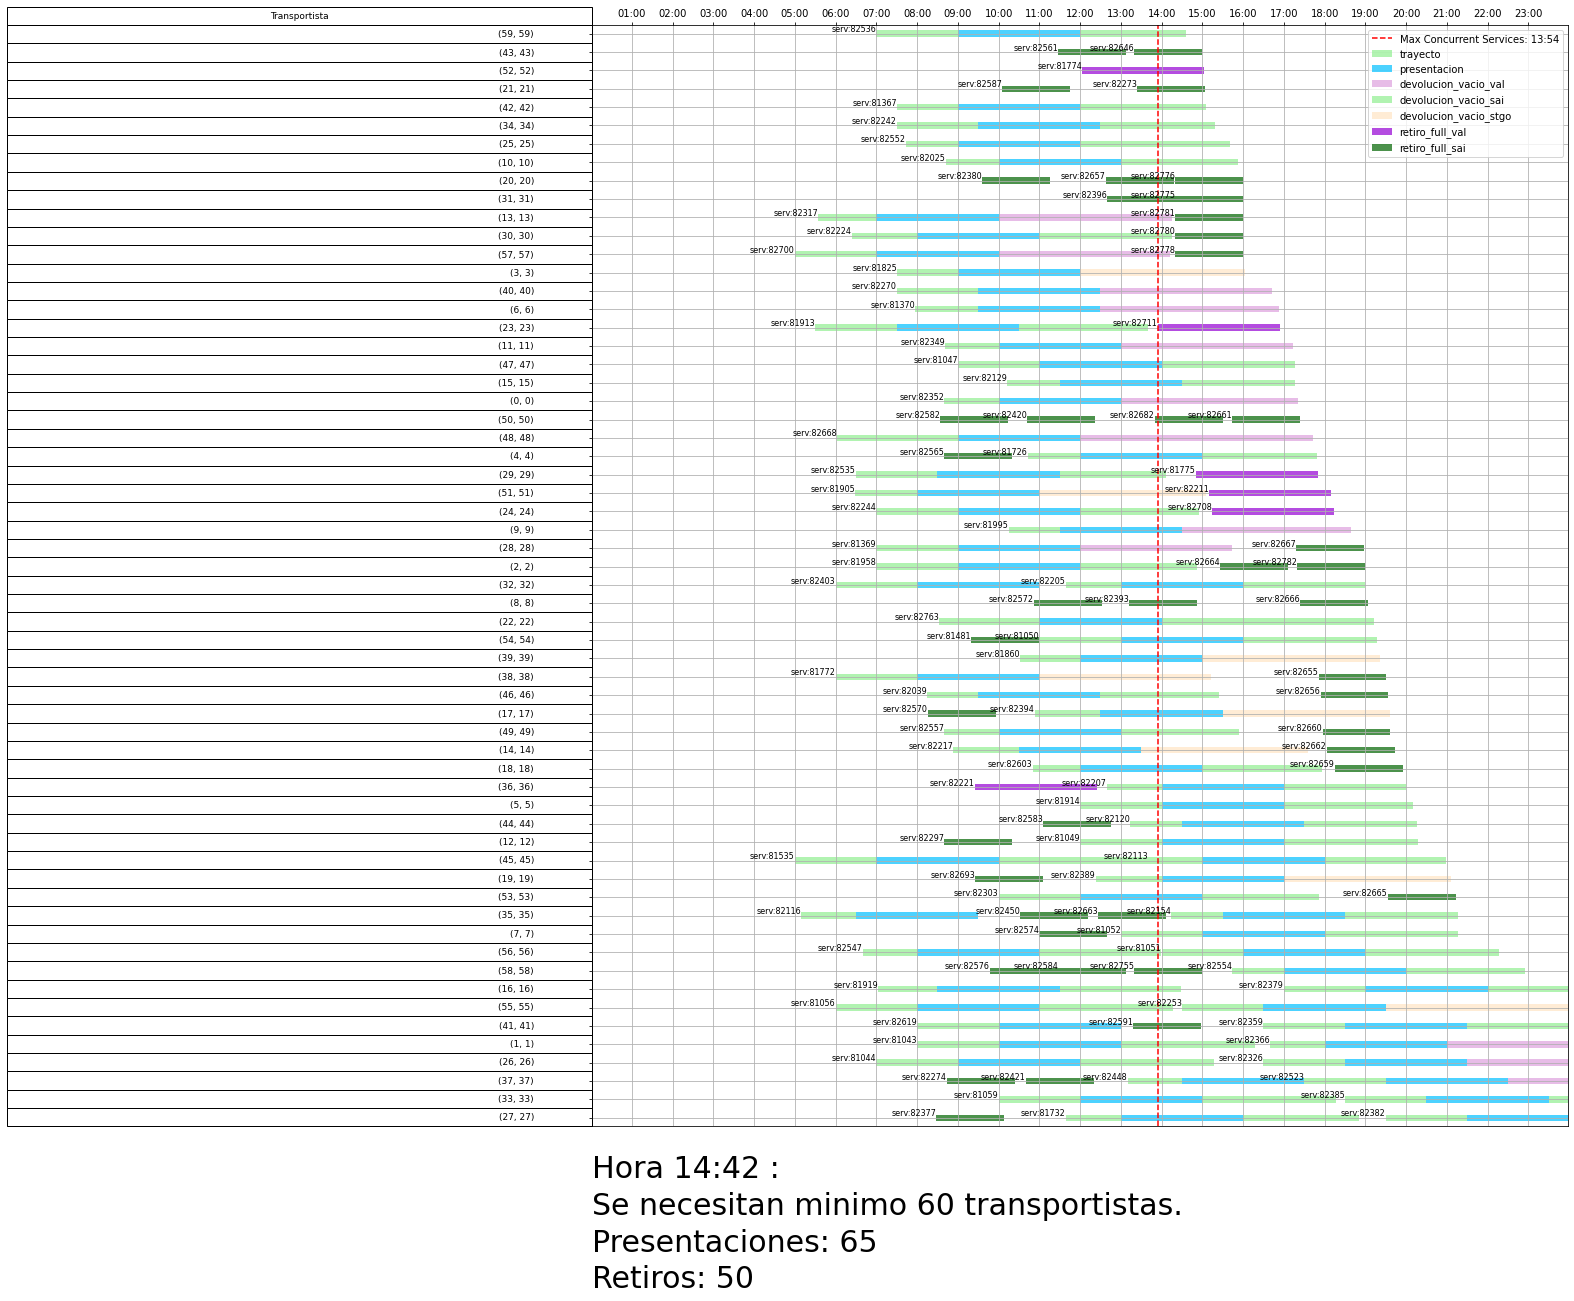 Transportista
01:00 02:00 03:00 04:00 05:00 06:00 07:00 08:00 09:00 10:00 11:00 12:00 13:00 14:00 15:00 16:00 17:00 18:00 19:00 20:00 21:00 22:00 23:00
Max Concurrent Services: 13:54
trayecto
presentacion
devolucion_vacio_val
devolucion_vacio_sai
devolucion_vacio_stgo
retiro_full_val
retiro_full_sai
(59, 59) serv:82536
(43, 43) serv:82561 serv:82646
(52, 52) serv:81774
(21, 21) serv:82587 serv:82273
(42, 42) serv:81367
(34, 34) serv:82242
(25, 25) serv:82552
(10, 10) serv:82025
(20, 20) serv:82380 serv:82657 serv:82776
(31, 31) serv:82396 serv:82775
(13, 13) serv:82317 serv:82781
(30, 30) serv:82224 serv:82780
(57, 57) serv:82700 serv:82778
(3, 3) serv:81825
(40, 40) serv:82270
(6, 6) serv:81370
(23, 23) serv:81913 serv:82711
(11, 11) serv:82349
(47, 47) serv:81047
(15, 15) serv:82129
(0, 0) serv:82352
(50, 50) serv:82582 serv:82420 serv:82682 serv:82661
(48, 48) serv:82668
(4, 4) serv:82565 serv:81726
(29, 29) serv:82535 serv:81775
(51, 51) serv:81905 serv:82211
(24, 24) serv:82244 serv:82708
(9, 9) serv:81995
(28, 28) serv:81369 serv:82667
(2, 2) serv:81958 serv:82664 serv:82782
(32, 32) serv:82403 serv:82205
(8, 8) serv:82572 serv:82393 serv:82666
(22, 22) serv:82763
(54, 54) serv:81481 serv:81050
(39, 39) serv:81860
(38, 38) serv:81772 serv:82655
(46, 46) serv:82039 serv:82656
(17, 17) serv:82570 serv:82394
(49, 49) serv:82557 serv:82660
(14, 14) serv:82217 serv:82662
(18, 18) serv:82603 serv:82659
(36, 36) serv:82221 serv:82207
(5, 5) serv:81914
(44, 44) serv:82583 serv:82120
(12, 12) serv:82297 serv:81049
(45, 45) serv:81535 serv:82113
(19, 19) serv:82693 serv:82389
(53, 53) serv:82303 serv:82665
(35, 35) serv:82116 serv:82450 serv:82663 serv:82154
(7, 7) serv:82574 serv:81052
(56, 56) serv:82547 serv:81051
(58, 58) serv:82576 serv:82584 serv:82755 serv:82554
(16, 16) serv:81919 serv:82379
(55, 55) serv:81056 serv:82253
(41, 41) serv:82619 serv:82591 serv:82359
(1, 1) serv:81043 serv:82366
(26, 26) serv:81044 serv:82326
(37, 37) serv:82274 serv:82421 serv:82448 serv:82523
(33, 33) serv:81059 serv:82385
(27, 27) serv:82377 serv:81732 serv:82382
Hora 14:42 :
Se necesitan minimo 60 transportistas.
Presentaciones: 65
Retiros: 50